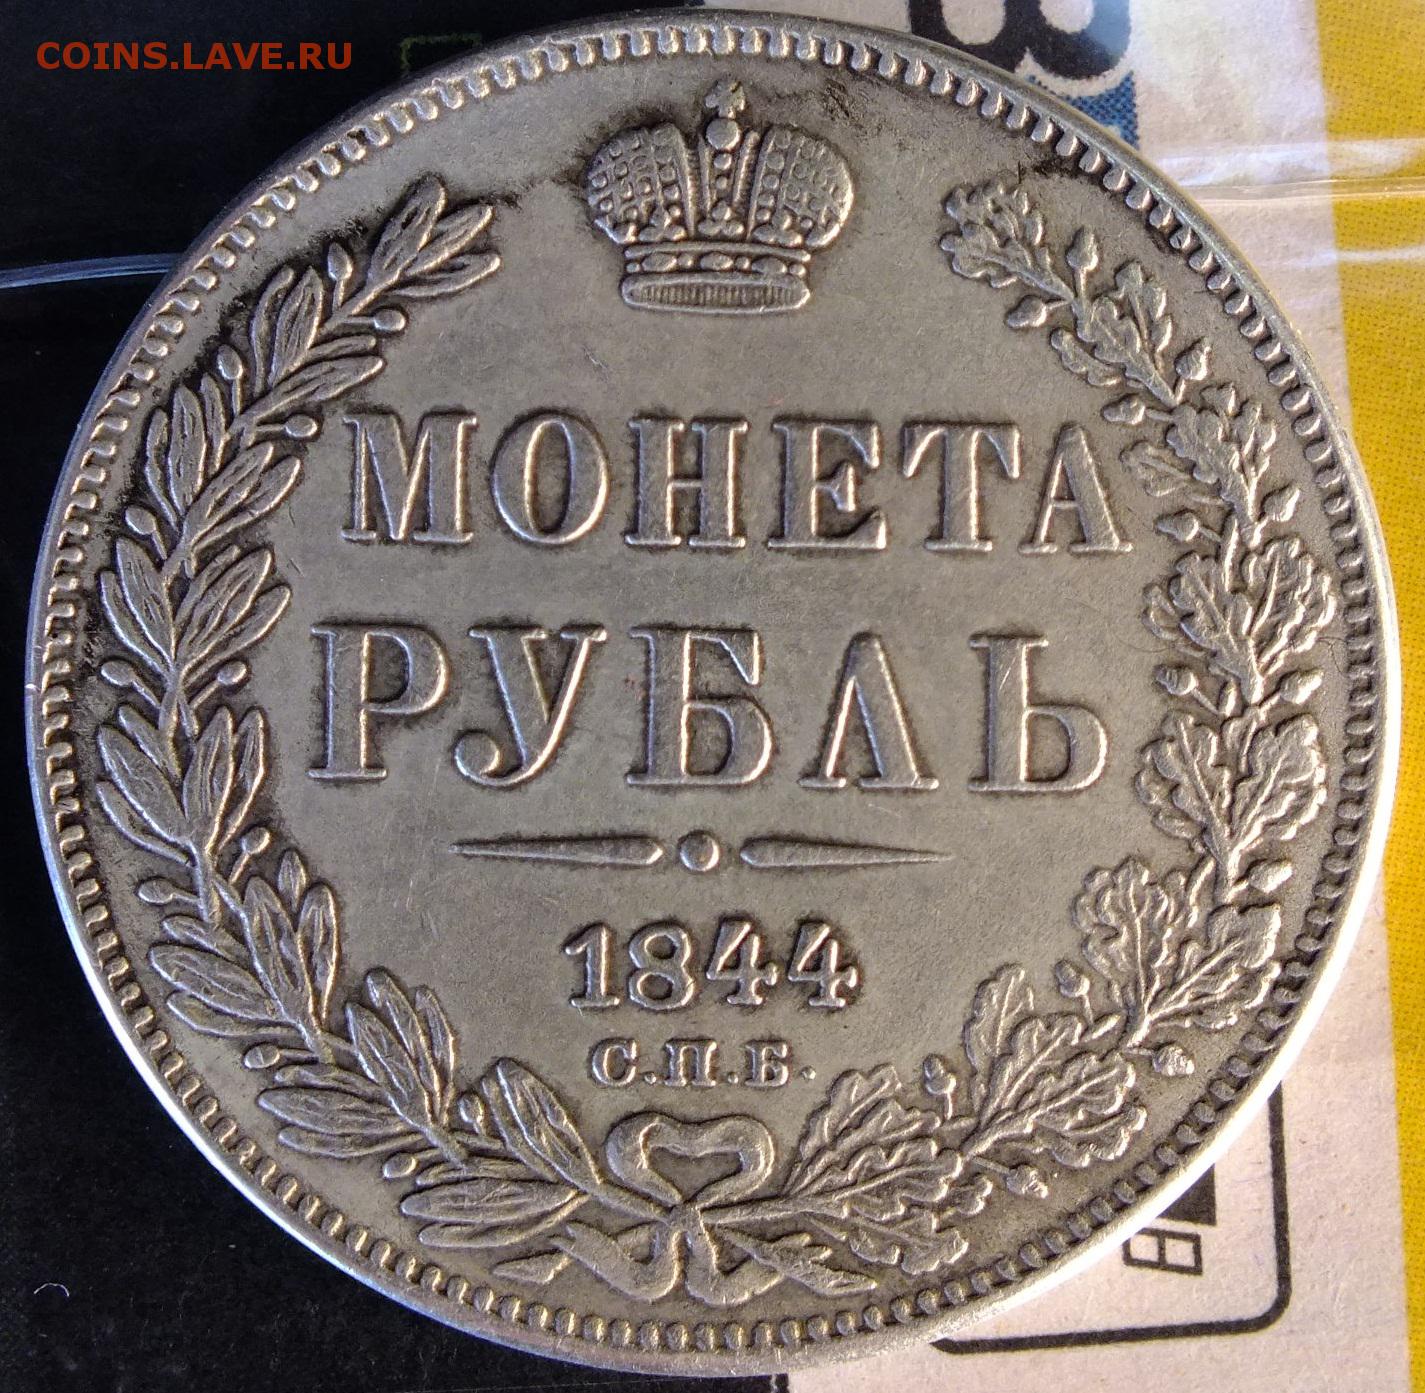 COINS.LAVE.RU
МОНЕТА
РУБЛЬ
1844
С.П.Б.